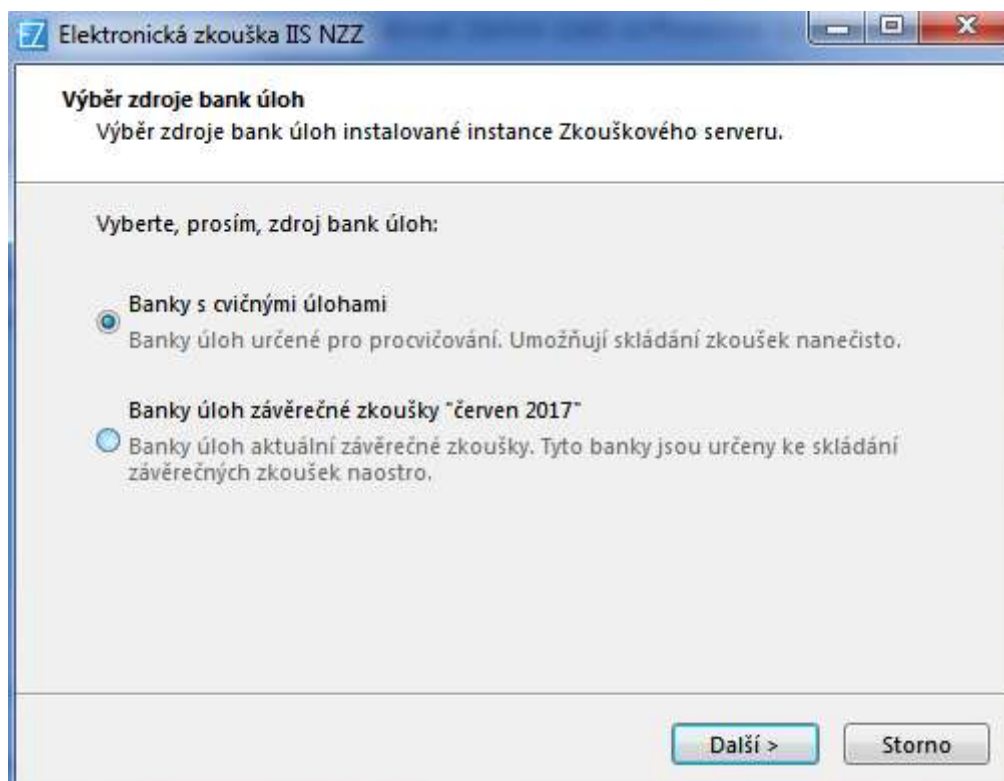 EZ Elektronická zkouška IIS NZZ
Výběr zdroje bank úloh
Výběr zdroje bank úloh instalované instance Zkouškového serveru.
Vyberte, prosím, zdroj bank úloh:
Banky s cvičnými úlohami
Banky úloh určené pro procvičování. Umožňují skládání zkoušek nanečisto.
Banky úloh závěrečné zkoušky "červen 2017"
Banky úloh aktuální závěrečné zkoušky. Tyto banky jsou určeny ke skládání
závěrečných zkoušek naostro.
Další >
Storno